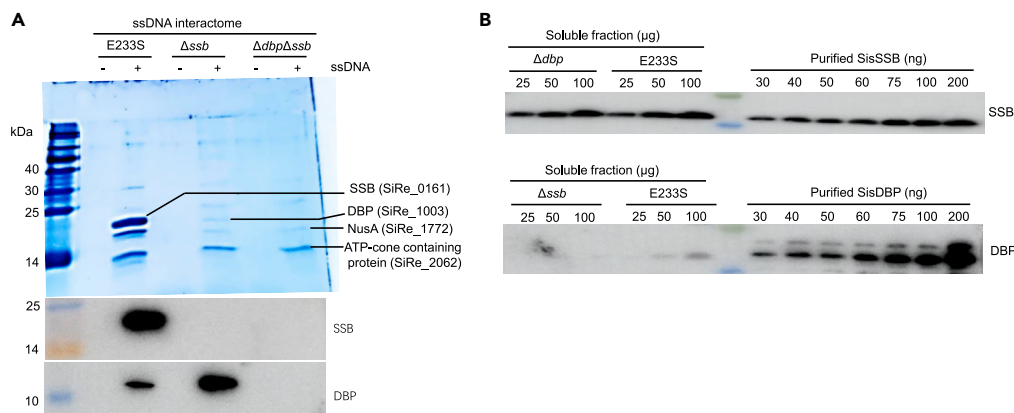 A
ssDNA interactome
E233S Δssb ΔdbpΔssb
- + - + - + ssDNA
kDa
40
30
25
14
SSB (SiRe_0161)
DBP (SiRe_1003)
NusA (SiRe_1772)
ATP-cone containing
protein (SiRe_2062)
25
14
SSB
10
DBP
B
Soluble fraction (µg)
Δdbp E233S
25 50 100 25 50 100
Purified SisSSB (ng)
30 40 50 60 75 100 200
SSB
Soluble fraction (µg)
Δssb E233S
25 50 100 25 50 100
Purified SisDBP (ng)
30 40 50 60 75 100 200
DBP